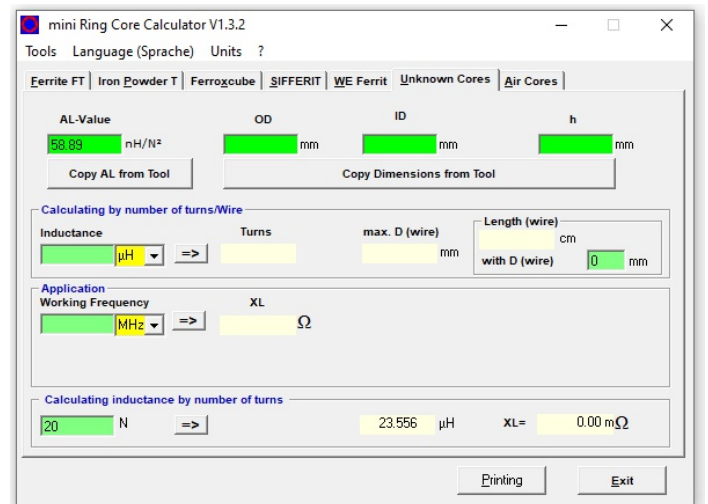 mini Ring Core Calculator V1.3.2
Tools Language (Sprache) Units ?
Ferrite FT Iron Powder T Ferroxcube SIFFERIT WE Ferrit Unknown Cores Air Cores
AL-Value OD ID h
58.89 nH/N² mm mm mm
Copy AL from Tool Copy Dimensions from Tool
Calculating by number of turns/Wire
Inductance Turns max. D (wire) Length (wire)
µH => mm cm
with D (wire) 0 mm
Application
Working Frequency XL
MHz => Ω
Calculating inductance by number of turns
20 N => 23.556 µH XL= 0.00 mΩ
Printing Exit